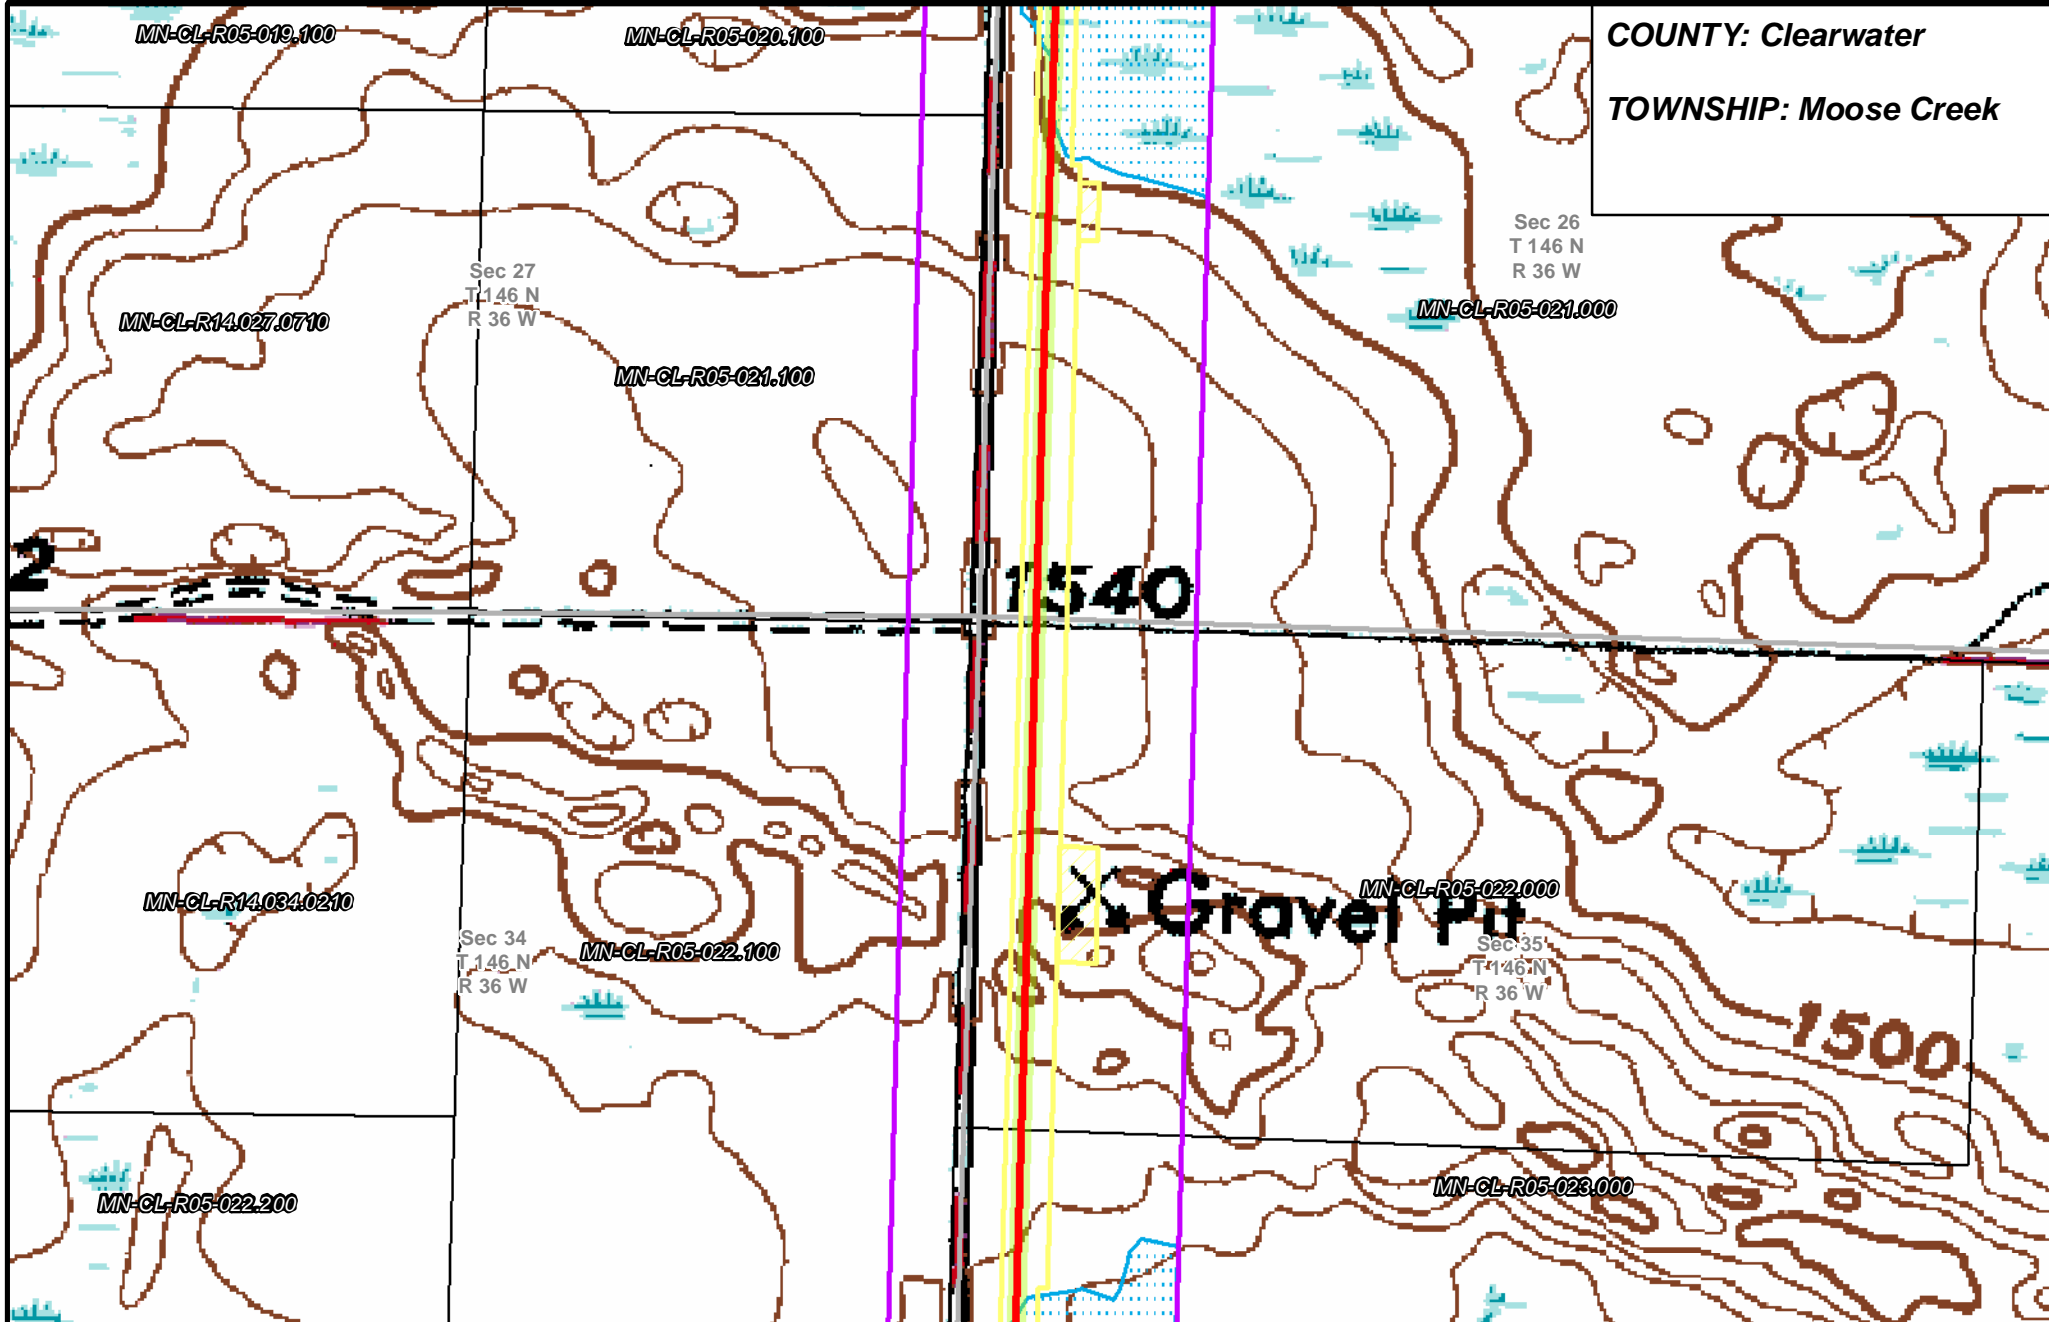 MN-CL-R05-019.100
MN-CL-R05-020.100
COUNTY: Clearwater
TOWNSHIP: Moose Creek
Sec 26
T 146 N
R 36 W
Sec 27
T 146 N
R 36 W
MN-CL-R05-021.000
MN-CL-R14.027.0710
MN-CL-R05-021.100
2
1540
MN-CL-R05-022.000
MN-CL-R14.034.0210
Gravel Pit
Sec 34
T 146 N
R 36 W
MN-CL-R05-022.100
Sec 35
T 146 N
R 36 W
1500
MN-CL-R05-023.000
MN-CL-R05-022.200